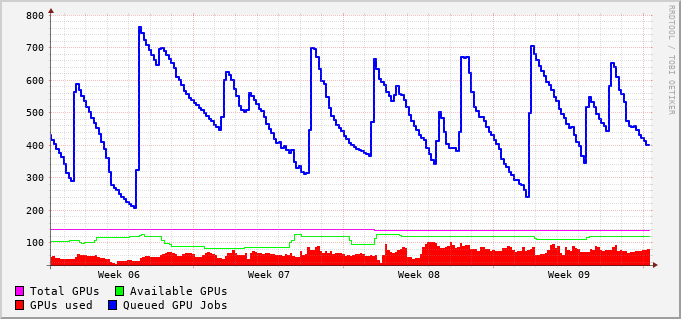 800
700
600
500
400
300
200
100
Week 06 Week 07 Week 08 Week 09
Total GPUs Available GPUs
GPUs used Queued GPU Jobs
RRDTOOL / TOBI OETIKER